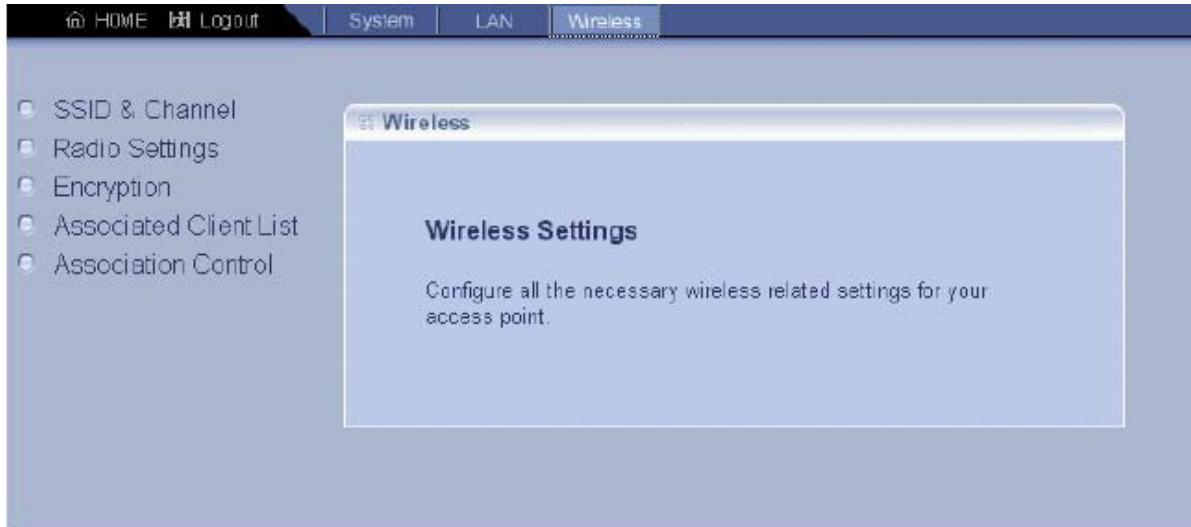 HOME Logout System LAN Wireless
SSID & Channel
Radio Settings
Encryption
Associated Client List
Association Control
Wireless
Wireless Settings
Configure all the necessary wireless related settings for your
access point.